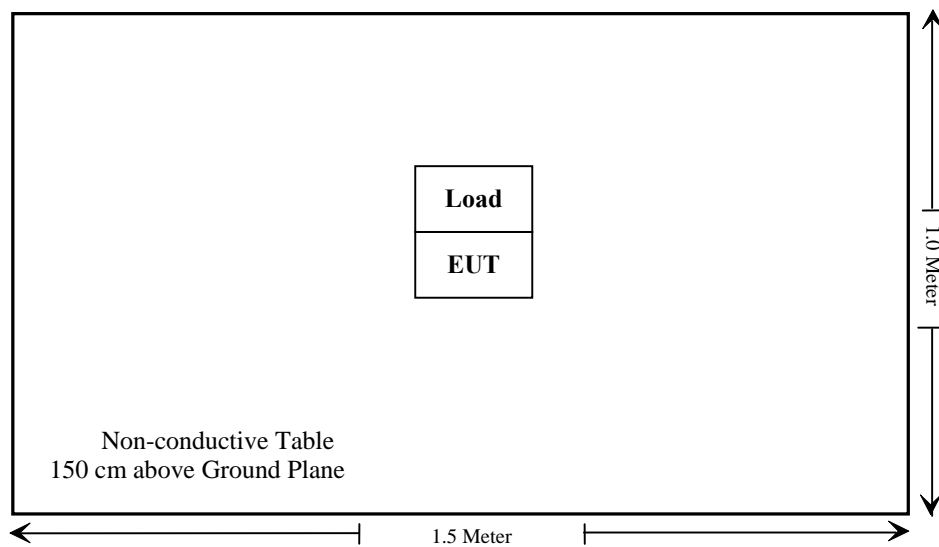 Load
EUT
1.0 Meter
Non-conductive Table
150 cm above Ground Plane
1.5 Meter